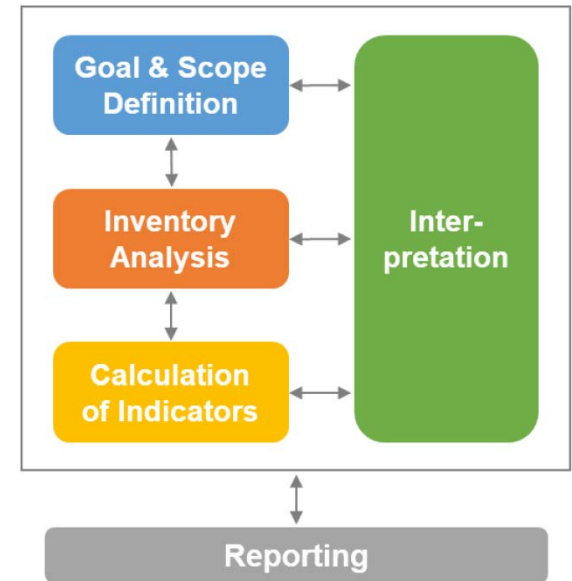 Goal & Scope
Definition
Inventory
Analysis
Inter-
pretation
Calculation
of Indicators
Reporting